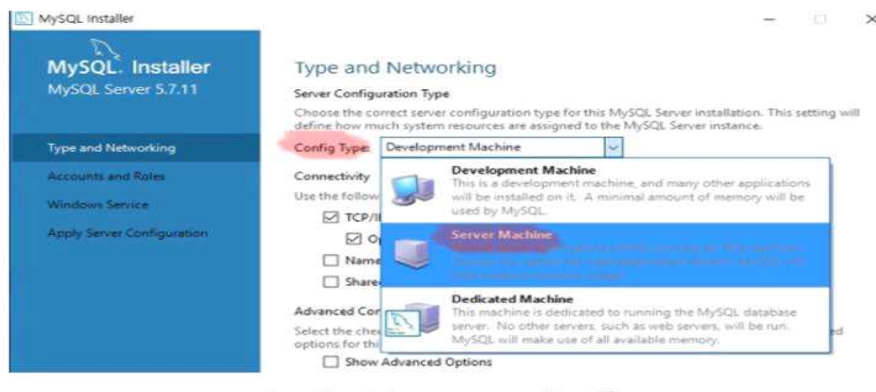 MySQL Installer
MySQL. Installer
MySQL Server 5.7.11
Type and Networking
Accounts and Roles
Windows Service
Apply Server Configuration
Type and Networking
Server Configuration Type
Choose the correct server configuration type for this MySQL Server installation. This setting will
define how much system resources are assigned to the MySQL Server instance.
Config Type: Development Machine
Development Machine
This is a development machine, and many other applications
will be installed on it. A minimal amount of memory will be
used by MySQL.
Connectivity
Use the follow
TCP/I
Name
Share
Server Machine
Dedicated Machine
This machine is dedicated to running the MySQL database
server. No other servers, such as web servers, will be run.
MySQL will make use of all available memory.
Advanced Con
Select the che
options for thi
Show Advanced Options